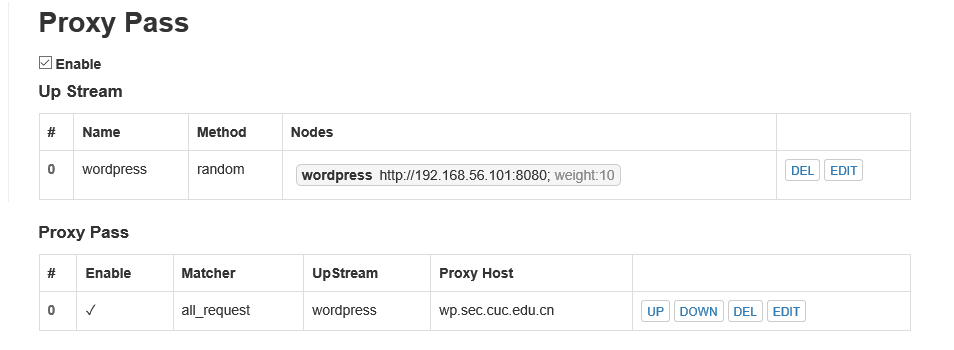 Proxy Pass
Enable
Up Stream
# Name Method Nodes
0 wordpress random wordpress http://192.168.56.101:8080; weight:10 DEL EDIT
Proxy Pass
# Enable Matcher UpStream Proxy Host
0 ✓ all_request wordpress wp.sec.cuc.edu.cn UP DOWN DEL EDIT